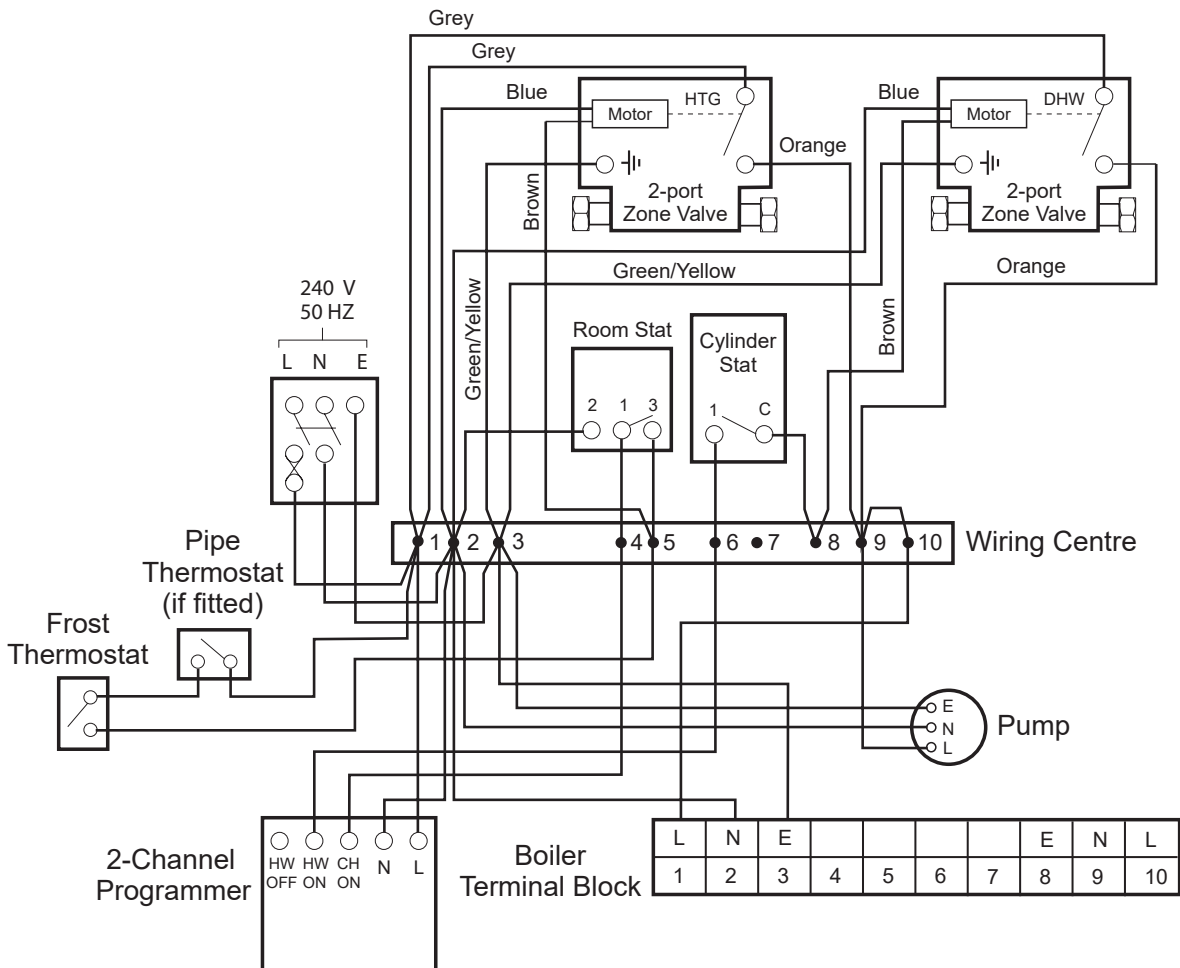 Grey
Grey
Blue
HTG
Motor
Orange
2-port
Zone Valve
Brown
Green/Yellow
Blue
DHW
Motor
2-port
Zone Valve
Orange
Green/Yellow
Brown
240 V
50 HZ
L N E
Room Stat
2 1 3
Cylinder
Stat
1 C
1 2 3 4 5 6 7 8 9 10
Wiring Centre
Pipe
Thermostat
(if fitted)
Frost
Thermostat
E
N
L
Pump
2-Channel
Programmer
HW
OFF
HW
ON
CH
ON
N
L
Boiler
Terminal Block
L N E E N L
1 2 3 4 5 6 7 8 9 10